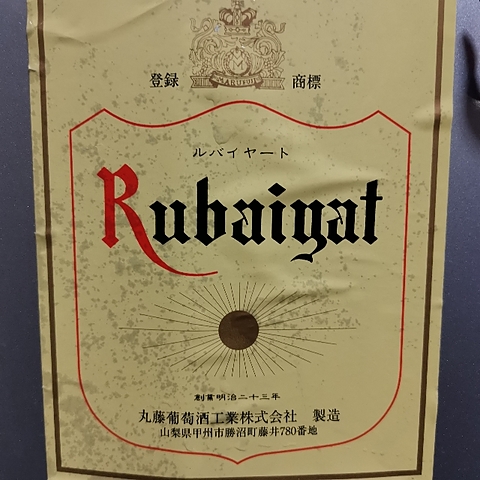 MARUFUJI
登録 商標
ルバイヤート
Rubaiyat
創業明治二十三年
丸藤葡萄酒工業株式会社 製造
山梨県甲州市勝沼町藤井780番地